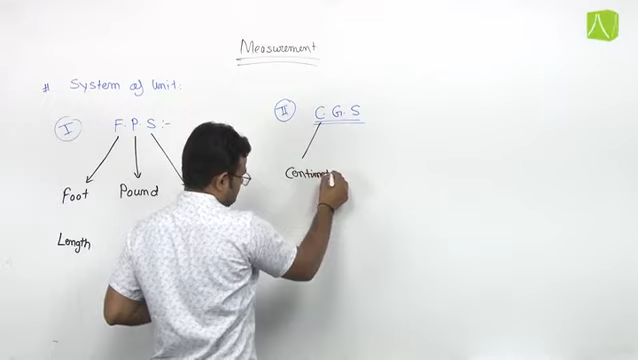 Measurement
# System of Unit:
I F. P. S:-
Foot Pound
Length
II C. G. S